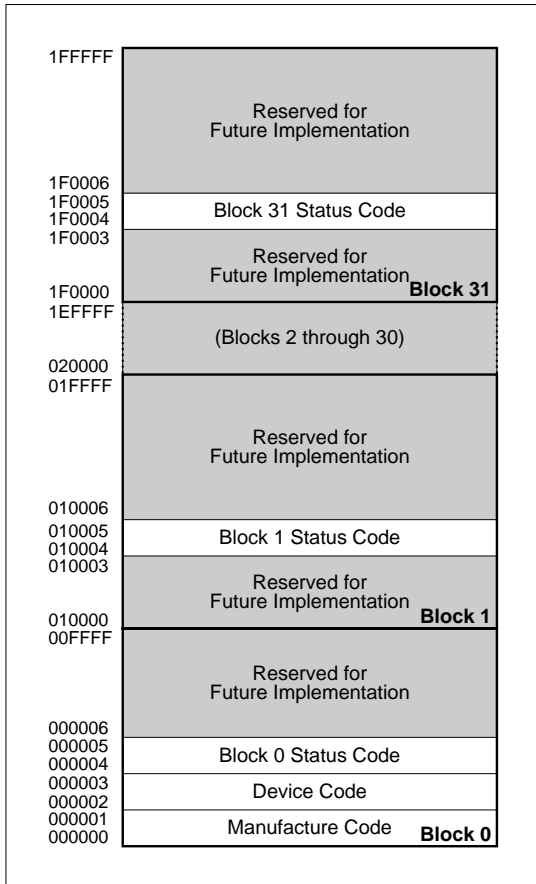 1FFFFF
Reserved for
Future Implementation
1F0006
1F0005
Block 31 Status Code
1F0004
1F0003
Reserved for
Future Implementation
Block 31
1F0000
1EFFFF
(Blocks 2 through 30)
020000
01FFFF
Reserved for
Future Implementation
010006
010005
Block 1 Status Code
010004
010003
Reserved for
Future Implementation
Block 1
010000
00FFFF
Reserved for
Future Implementation
000006
000005
Block 0 Status Code
000004
000003
Device Code
000002
000001
Manufacture Code
Block 0
000000